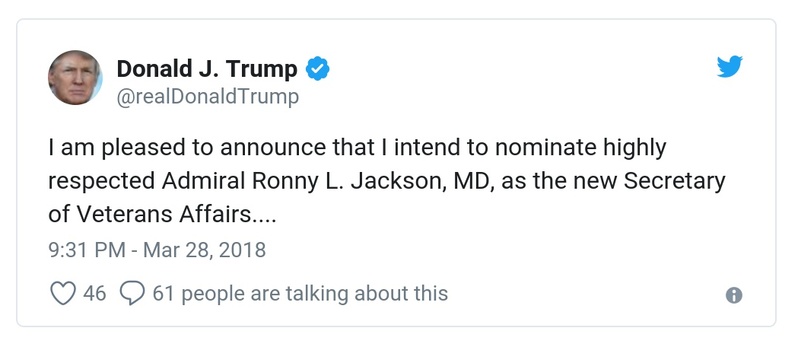 Donald J. Trump
@realDonaldTrump
I am pleased to announce that I intend to nominate highly
respected Admiral Ronny L. Jackson, MD, as the new Secretary
of Veterans Affairs....
9:31 PM - Mar 28, 2018
46 61 people are talking about this